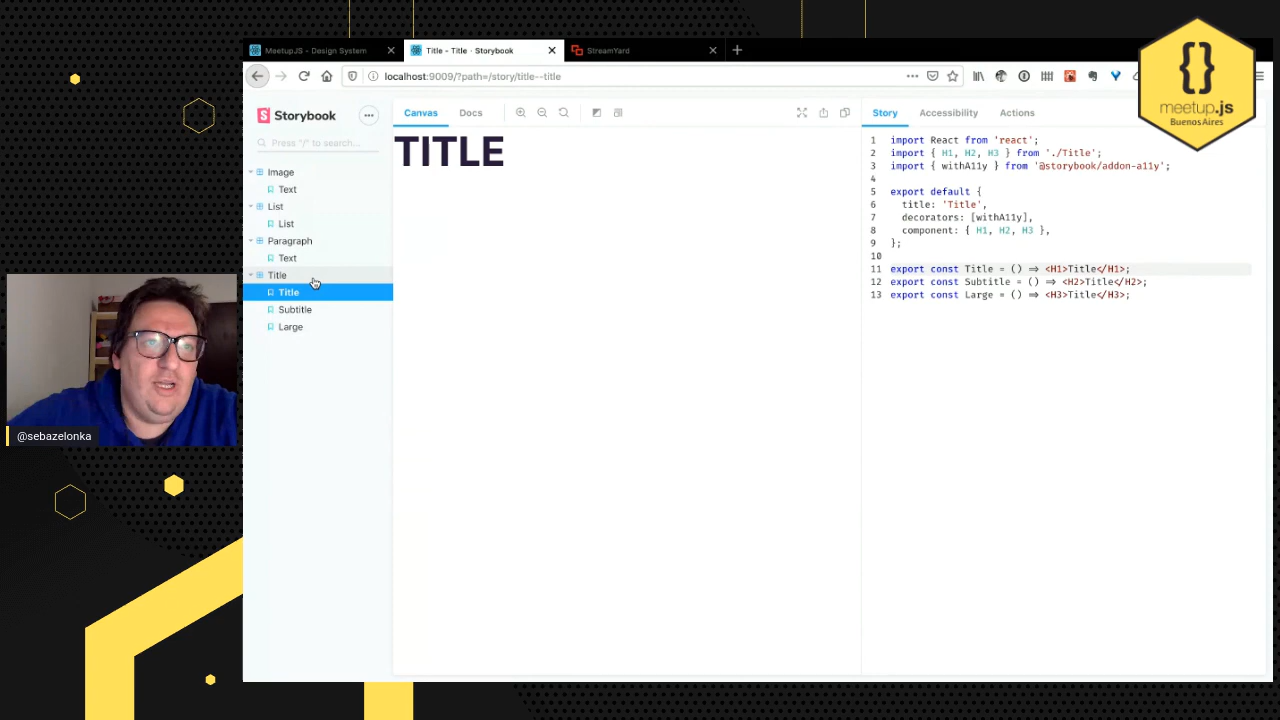 MeetupJS - Design System
Title - Title · Storybook
StreamYard
localhost:9009/?path=/story/title--title
{}
meetup.js
Buenos Aires
Storybook
Press "/" to search...
Canvas
Docs
Story
Accessibility
Actions
Image
Text
List
List
Paragraph
Text
Title
Title
Subtitle
Large
TITLE
1 import React from 'react';
2 import { H1, H2, H3 } from './Title';
3 import { withA11y } from '@storybook/addon-a11y';
4
5 export default {
6 title: 'Title',
7 decorators: [withA11y],
8 component: { H1, H2, H3 },
9 };
10
11 export const Title = () => <H1>Title</H1>;
12 export const Subtitle = () => <H2>Title</H2>;
13 export const Large = () => <H3>Title</H3>;
@sebazelonka